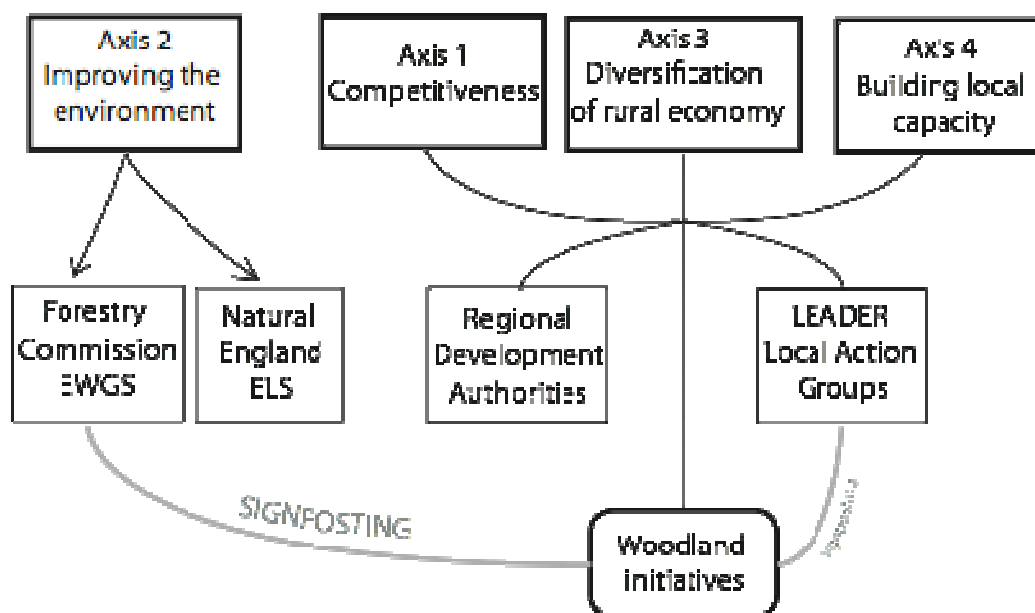 Axis 2
Improving the
environment
Axis 1
Competitiveness
Axis 3
Diversification
of rural economy
Axis 4
Building local
capacity
Forestry
Commission
EWGS
Natural
England
ELS
Regional
Development
Authorities
LEADER
Local Action
Groups
SIGNPOSTING
Woodland
initiatives